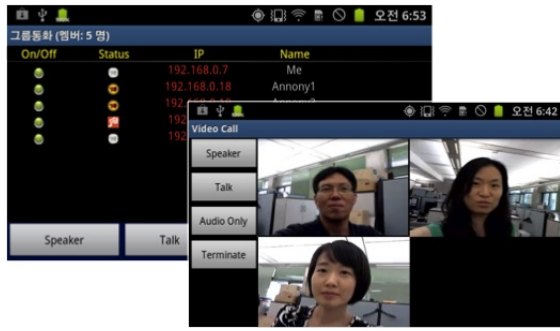 오전 6:53
그룹통화 (멤버: 5 명)
On/Off Status IP Name
192.168.0.7 Me
192.168.0.18 Annony1
192
192
Speaker Talk
오전 6:42
Video Call
Speaker
Talk
Audio Only
Terminate